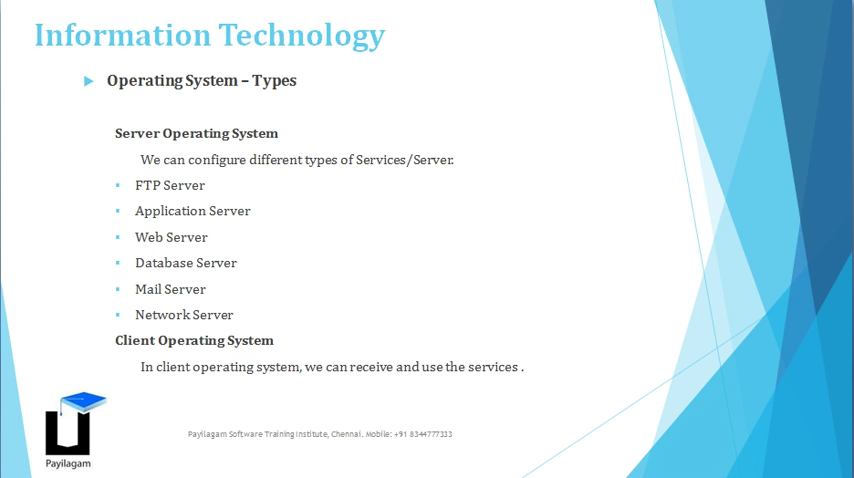 Information Technology
Operating System – Types
Server Operating System
We can configure different types of Services/Server.
FTP Server
Application Server
Web Server
Database Server
Mail Server
Network Server
Client Operating System
In client operating system, we can receive and use the services .
Payilagam Software Training Institute, Chennai. Mobile: +91 8344777333
Payilagam